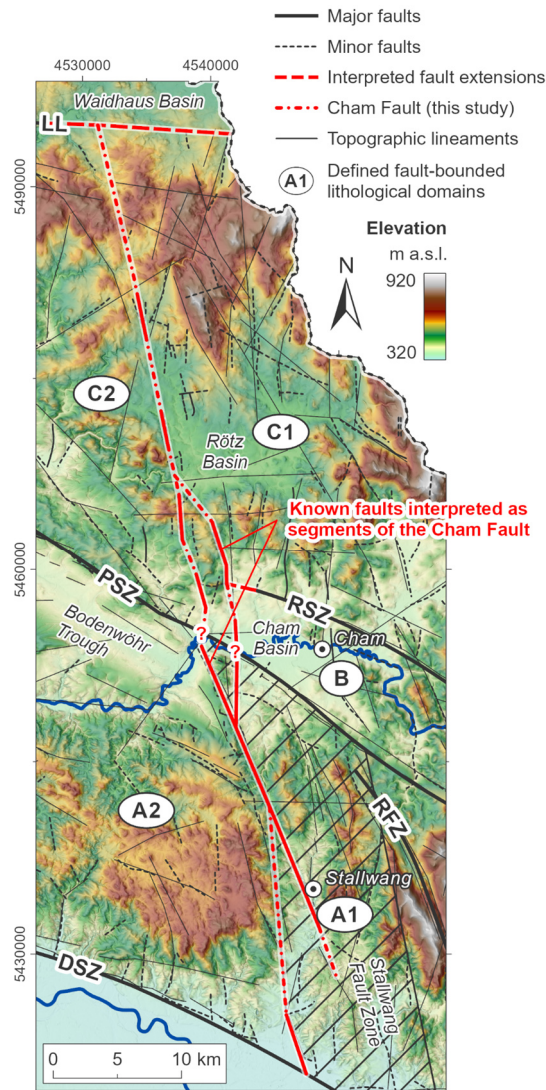 Major faults
Minor faults
Interpreted fault extensions
Cham Fault (this study)
Topographic lineaments
A1
Defined fault-bounded
lithological domains
Elevation
m a.s.l.
920
320
N
4530000
4540000
Waidhaus Basin
LL
5490000
C2
C1
Rötz
Basin
Known faults interpreted as
segments of the Cham Fault
5460000
PSZ
RSZ
Bodenwöhr
Trough
?
?
Cham
Basin
Cham
B
A2
RFZ
Stallwang
A1
5430000
DSZ
Stallwang
Fault Zone
0
5
10 km